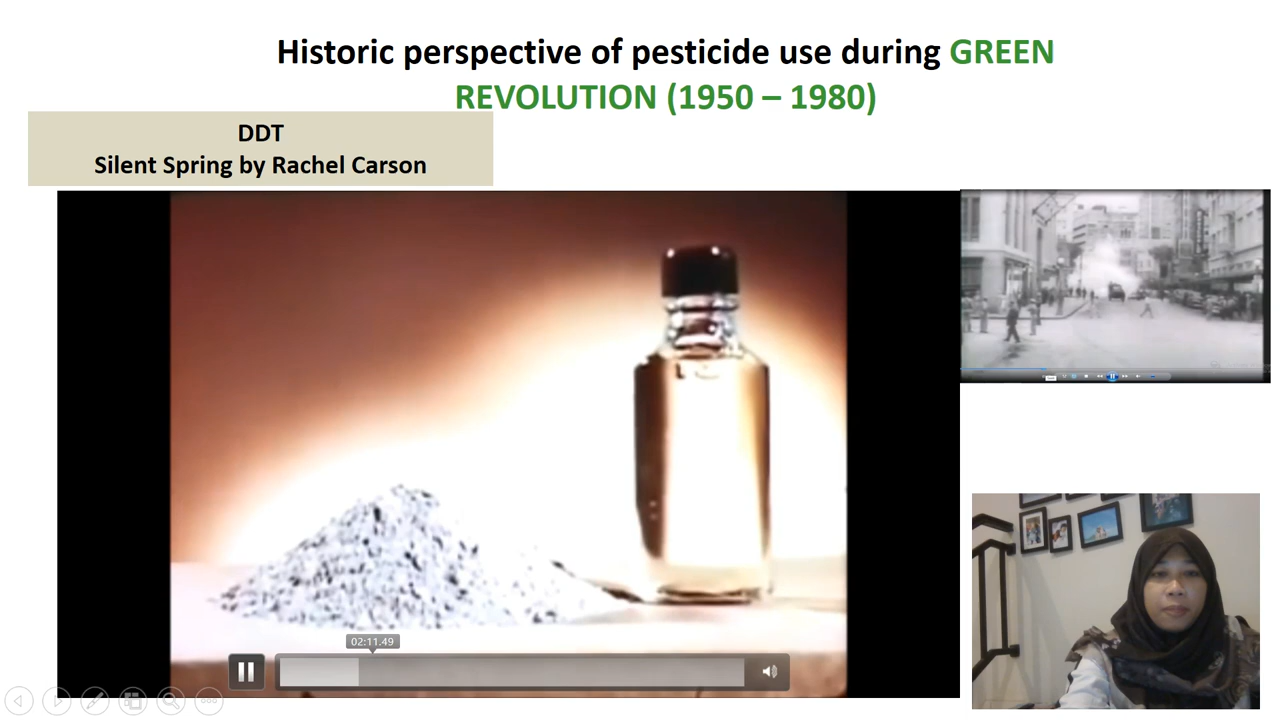 Historic perspective of pesticide use during GREEN
REVOLUTION (1950 – 1980)
DDT
Silent Spring by Rachel Carson
02:11.49